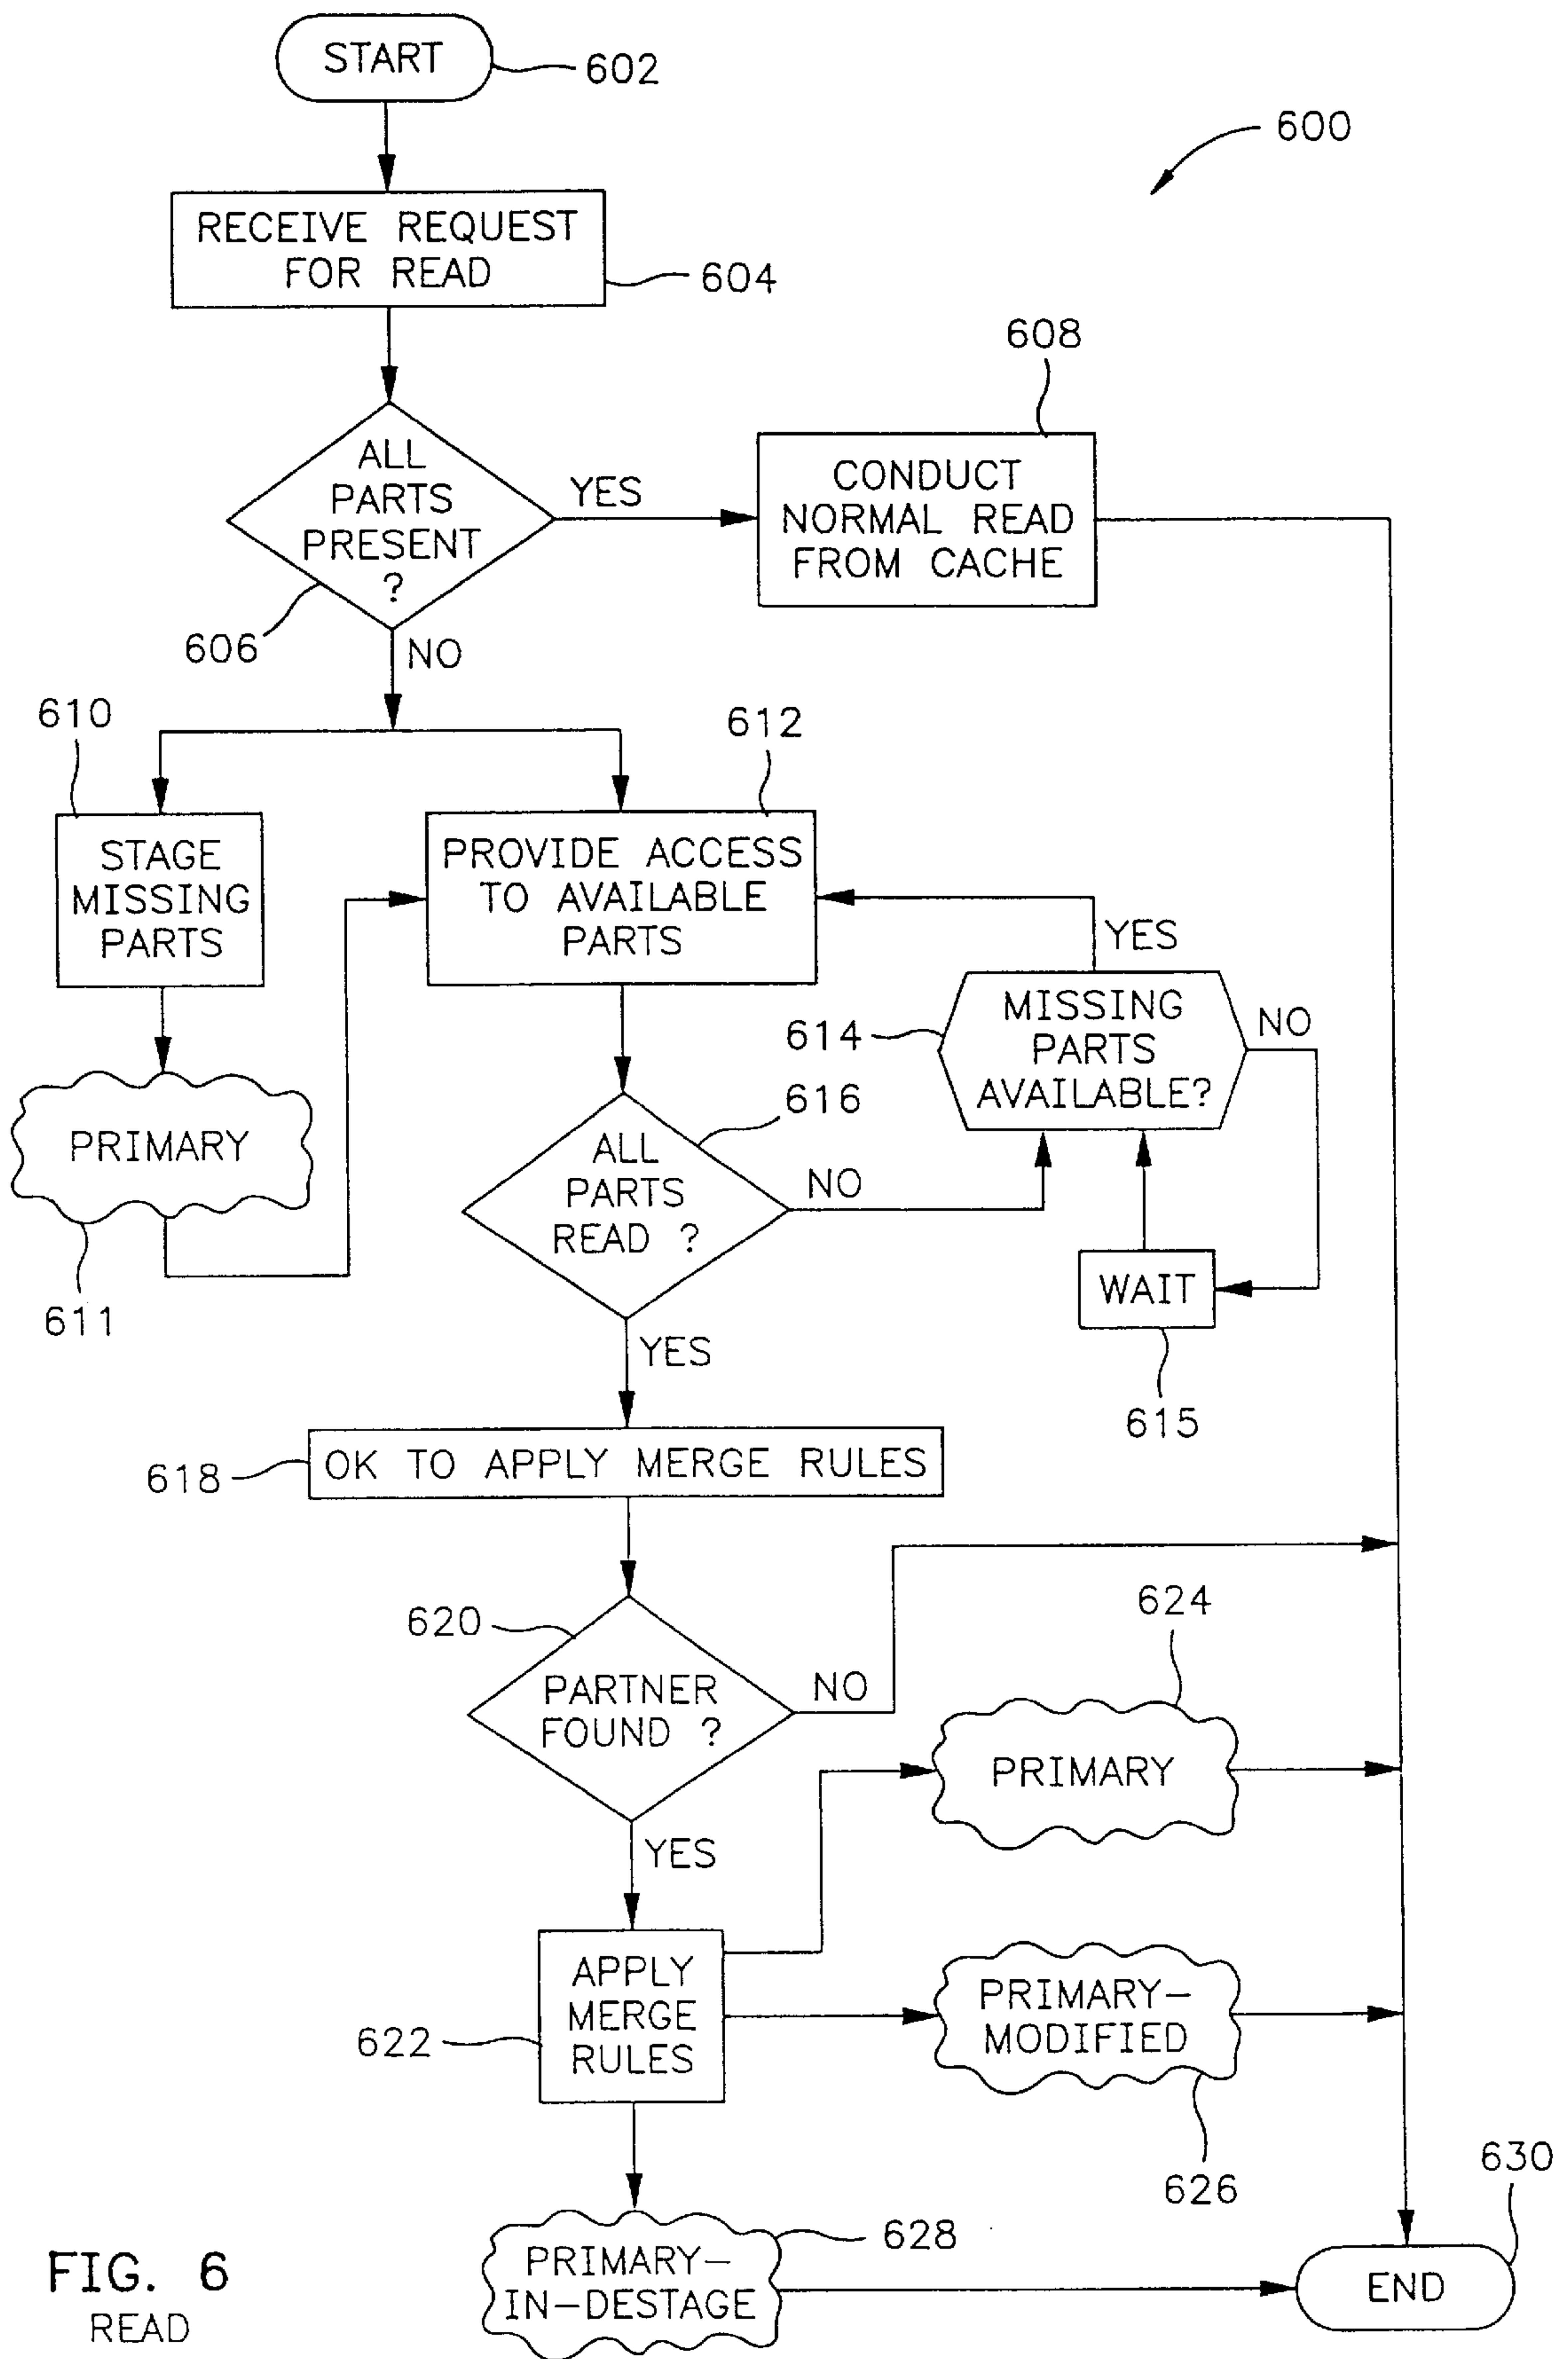 START
602
600
RECEIVE REQUEST
FOR READ
604
608
ALL
PARTS
PRESENT
?
YES
CONDUCT
NORMAL READ
FROM CACHE
606
NO
610
612
STAGE
MISSING
PARTS
PROVIDE ACCESS
TO AVAILABLE
PARTS
YES
614
MISSING
PARTS
AVAILABLE?
NO
616
PRIMARY
611
ALL
PARTS
READ ?
NO
WAIT
615
YES
618
OK TO APPLY MERGE RULES
620
624
PARTNER
FOUND ?
NO
PRIMARY
YES
622
APPLY
MERGE
RULES
PRIMARY-
MODIFIED
626
630
628
PRIMARY-
IN-DESTAGE
END
FIG. 6
READ